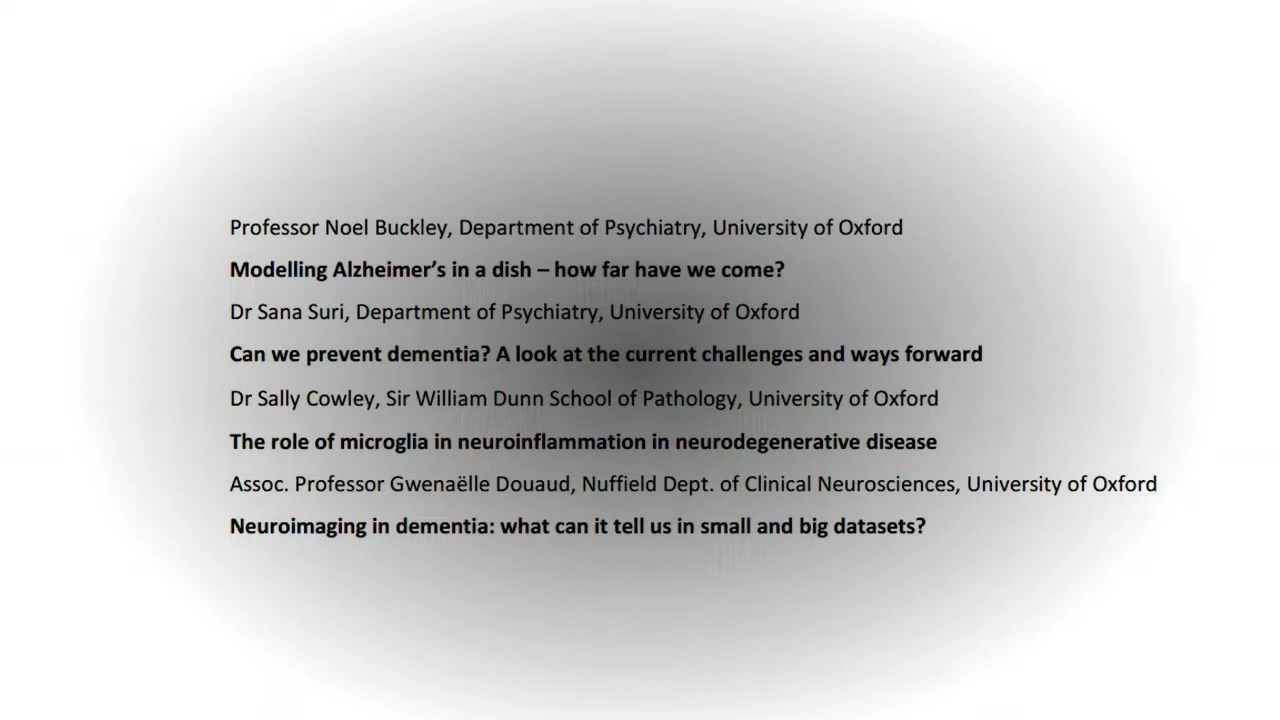 Professor Noel Buckley, Department of Psychiatry, University of Oxford
Modelling Alzheimer’s in a dish – how far have we come?
Dr Sana Suri, Department of Psychiatry, University of Oxford
Can we prevent dementia? A look at the current challenges and ways forward
Dr Sally Cowley, Sir William Dunn School of Pathology, University of Oxford
The role of microglia in neuroinflammation in neurodegenerative disease
Assoc. Professor Gwenaëlle Douaud, Nuffield Dept. of Clinical Neurosciences, University of Oxford
Neuroimaging in dementia: what can it tell us in small and big datasets?